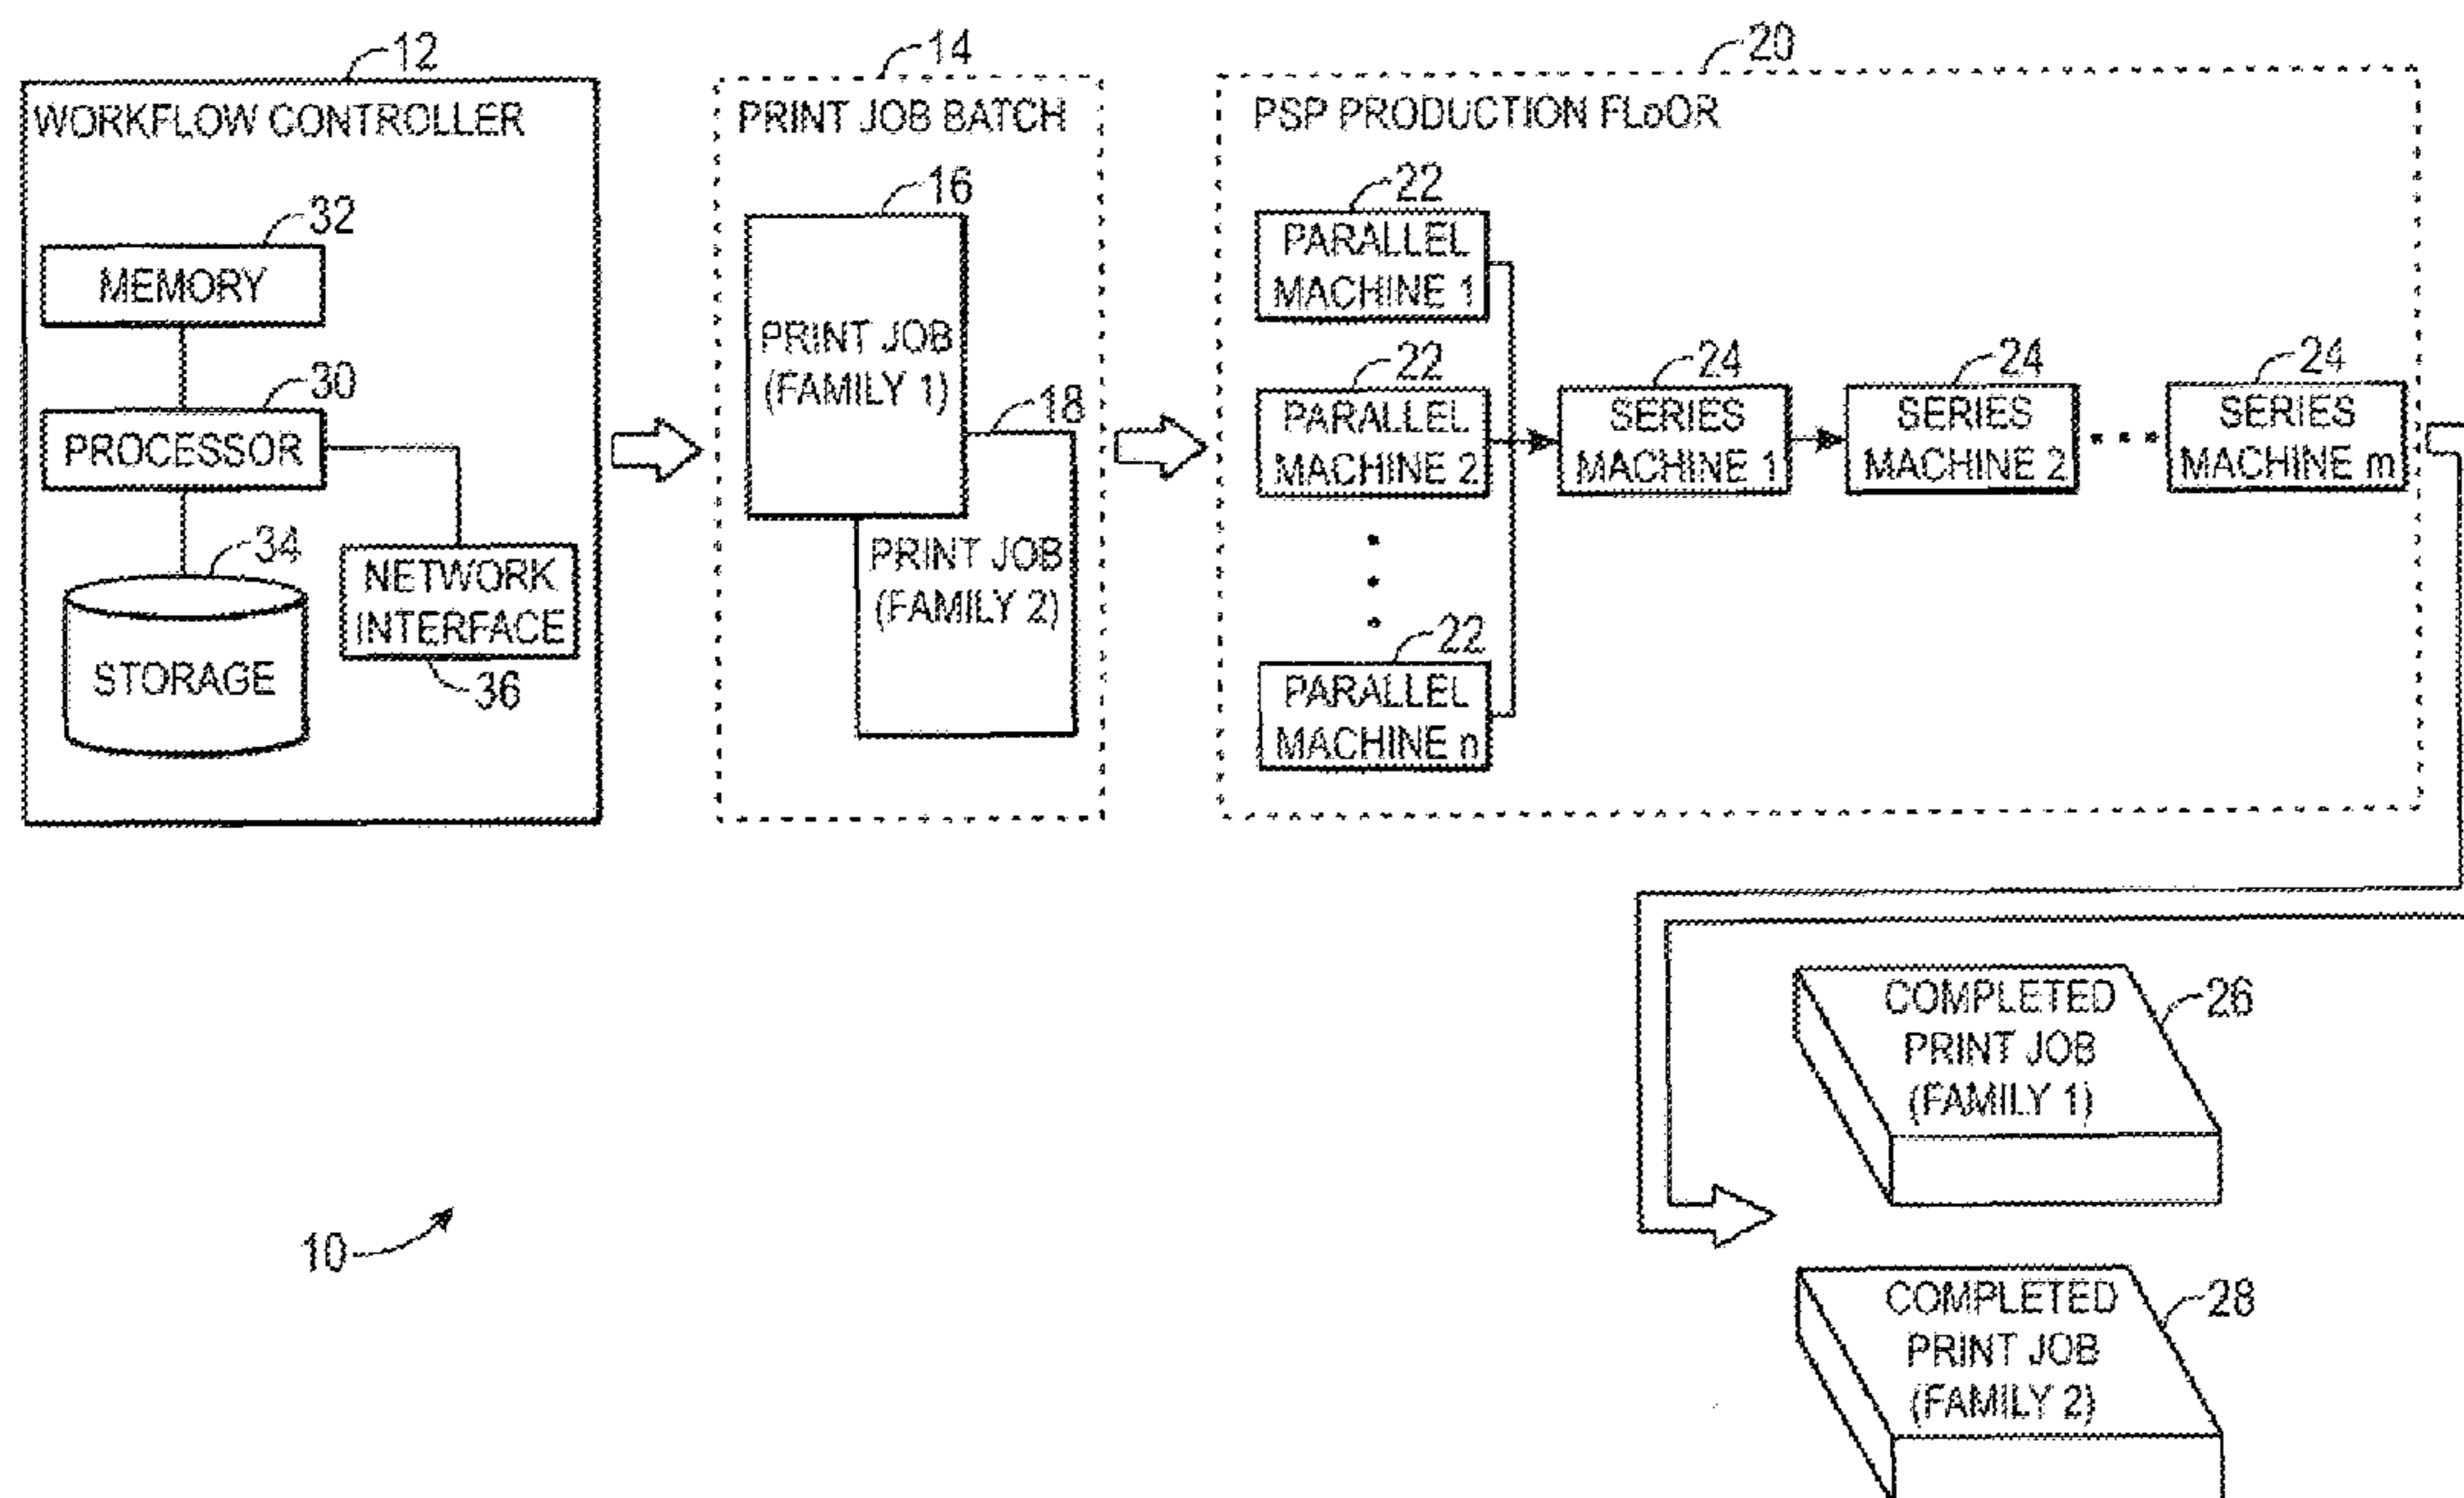 12
WORKFLOW CONTROLLER
32
MEMORY
30
PROCESSOR
34
STORAGE
NETWORK
INTERFACE
36
14
PRINT JOB BATCH
16
PRINT JOB
(FAMILY 1)
18
PRINT JOB
(FAMILY 2)
20
PSP PRODUCTION FLoOR
22
PARALLEL
MACHINE 1
22
PARALLEL
MACHINE 2
22
PARALLEL
MACHINE n
24
SERIES
MACHINE 1
24
SERIES
MACHINE 2
24
SERIES
MACHINE m
COMPLETED
PRINT JOB
(FAMILY 1)
26
COMPLETED
PRINT JOB
(FAMILY 2)
28
10